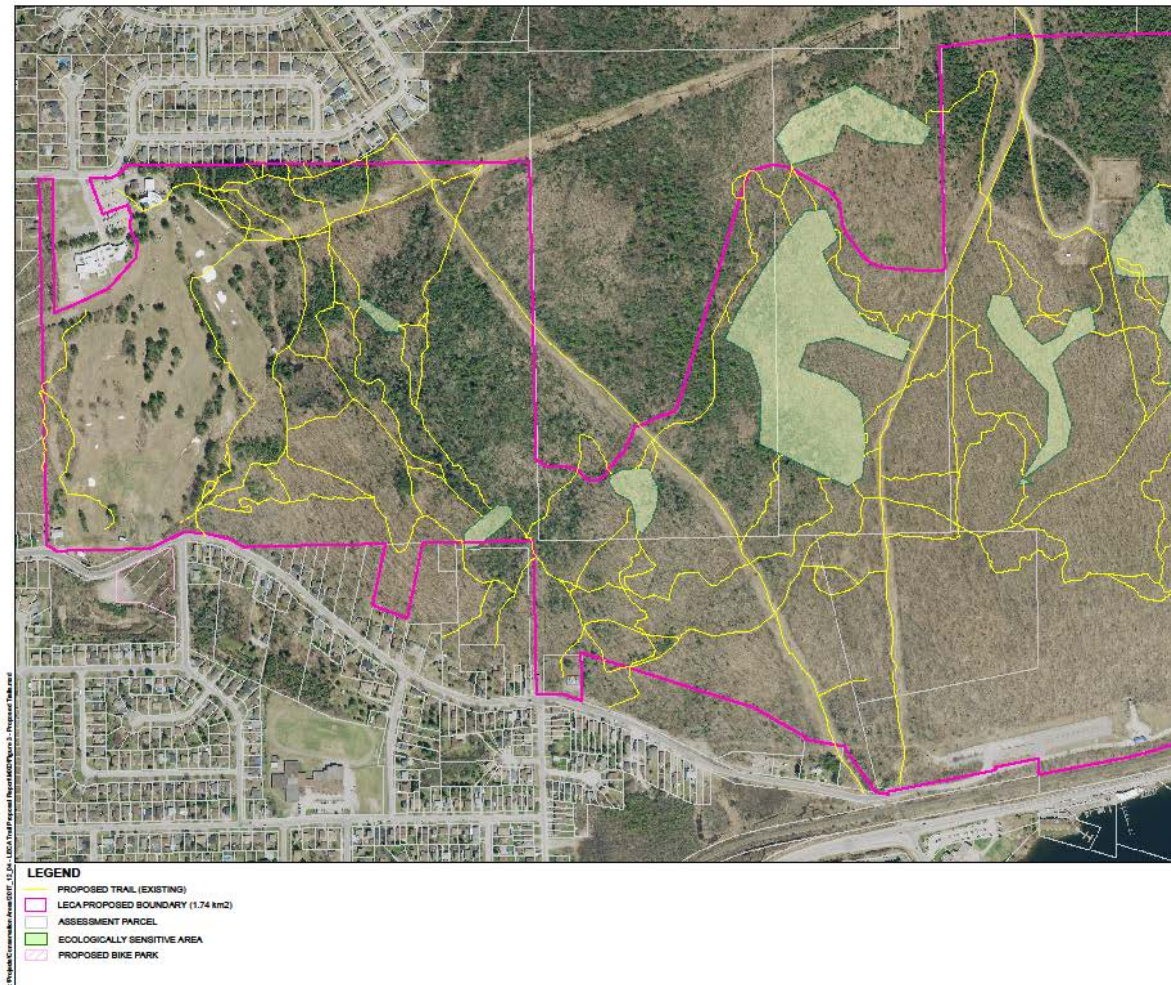 LEGEND
PROPOSED TRAIL (EXISTING)
LECA PROPOSED BOUNDARY (1.74 km2)
ASSESSMENT PARCEL
ECOLOGICALLY SENSITIVE AREA
PROPOSED BIKE PARK